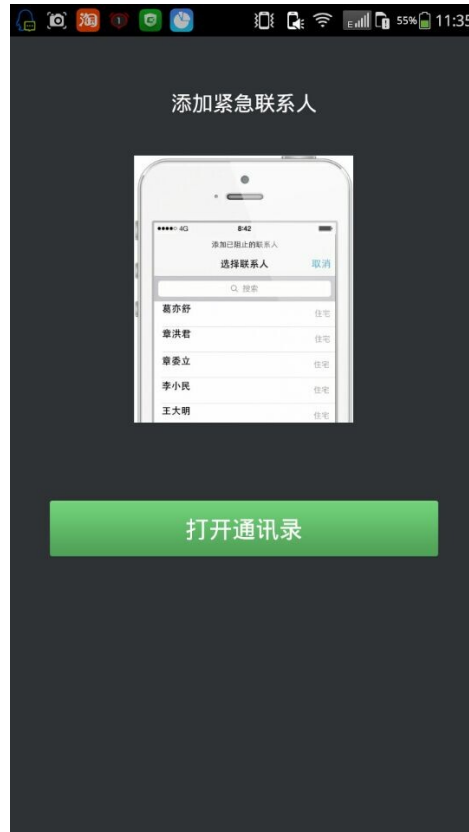 淘 1 55% 11:35
添加紧急联系人
4G 8:42
添加已阻止的联系人
选择联系人 取消
搜索
葛亦舒 住宅
章洪君 住宅
章委立 住宅
李小民 住宅
王大明 住宅
打开通讯录